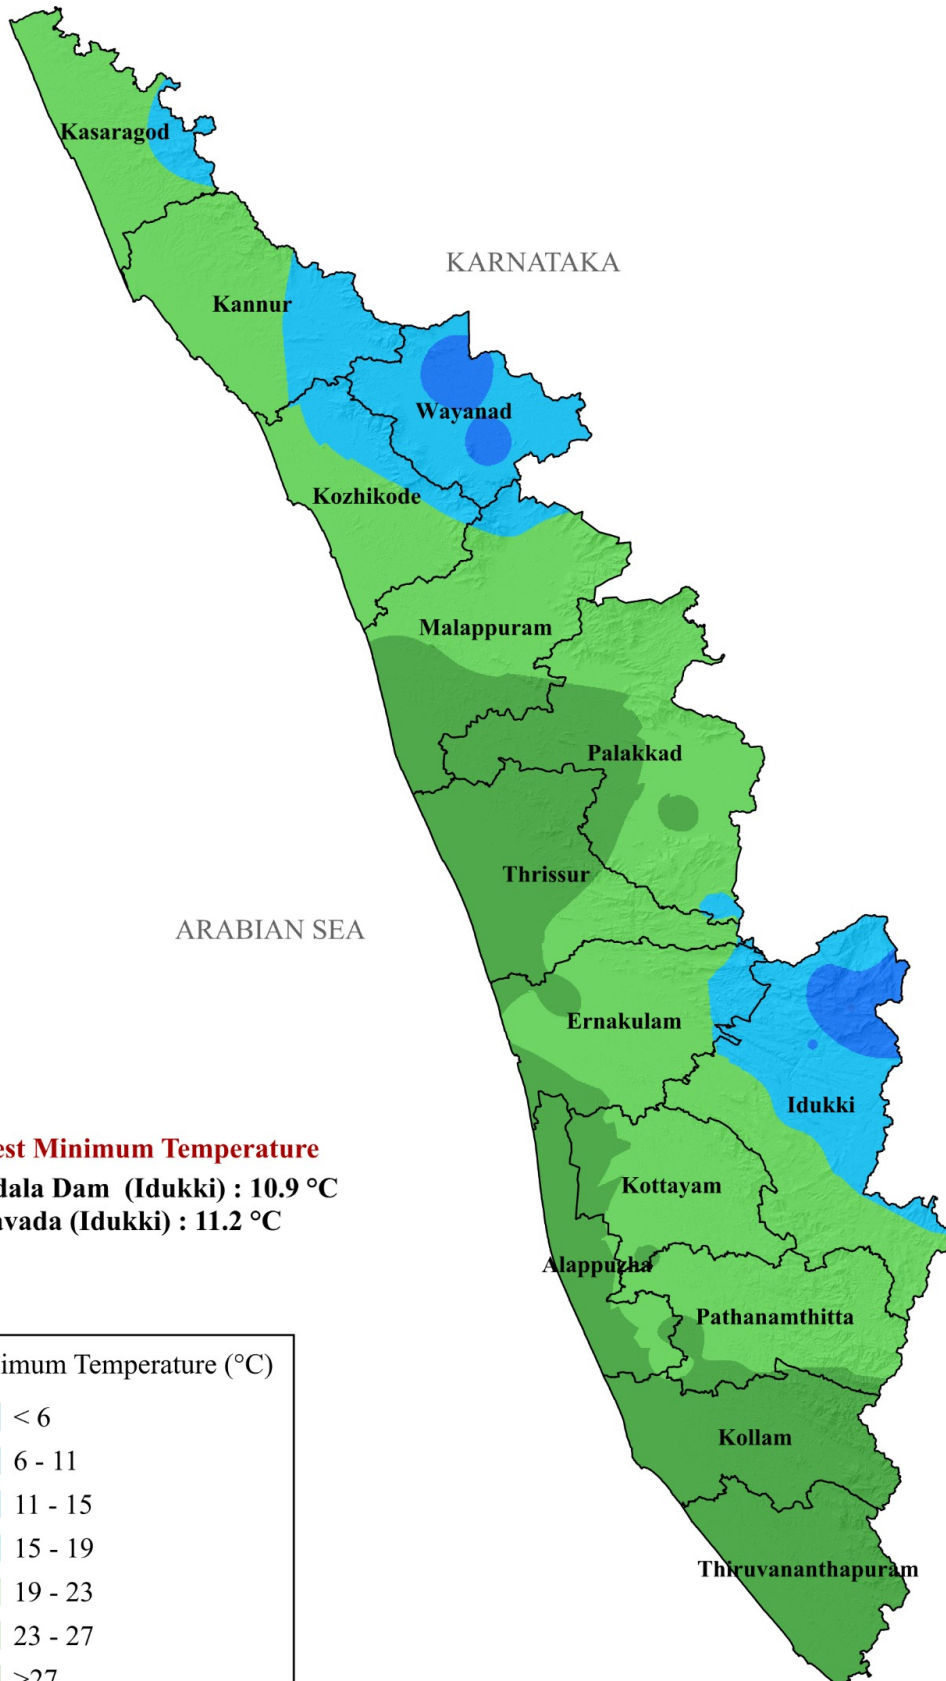 Kasaragod
KARNATAKA
Kannur
Wayanad
Kozhikode
Malappuram
Palakkad
Thrissur
ARABIAN SEA
Ernakulam
Idukki
est Minimum Temperature
dala Dam (Idukki) : 10.9 °C
avada (Idukki) : 11.2 °C
Kottayam
Alappuzha
Pathanamthitta
imum Temperature (°C)
< 6
6 - 11
11 - 15
15 - 19
19 - 23
23 - 27
>27
Kollam
Thiruvananthapuram